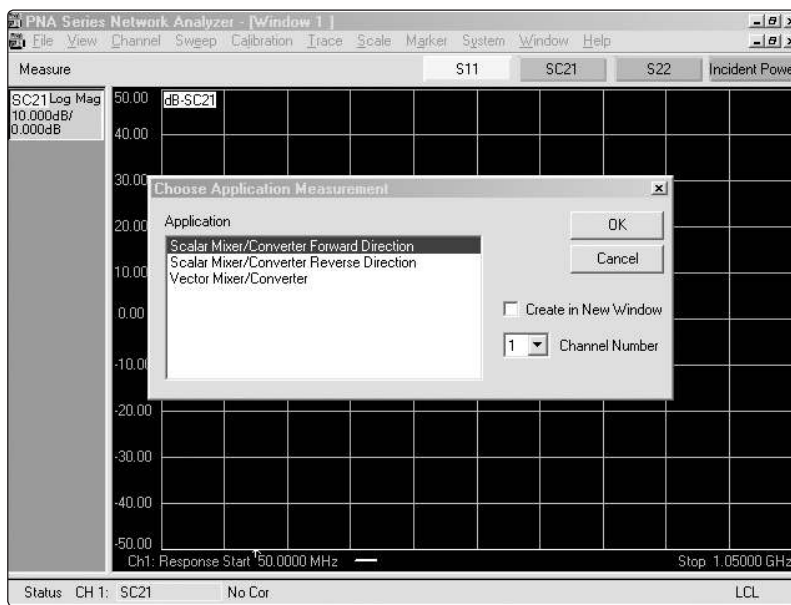 PNA Series Network Analyzer - [Window 1 ]
File View Channel Sweep Calibration Trace Scale Marker System Window Help
Measure
S11 SC21 S22 Incident Powe
SC21 Log Mag
10.000dB/
0.000dB
50.00
dB-SC21
40.00
30.00
Choose Application Measurement
20.00
Application
OK
Scalar Mixer/Converter Forward Direction
Scalar Mixer/Converter Reverse Direction
Cancel
Vector Mixer/Converter
10.00
0.00
Create in New Window
1 Channel Number
-10.00
-20.00
-30.00
-40.00
-50.00
Ch1: Response Start 50.0000 MHz
Stop 1.05000 GHz
Status CH 1: SC21 No Cor LCL